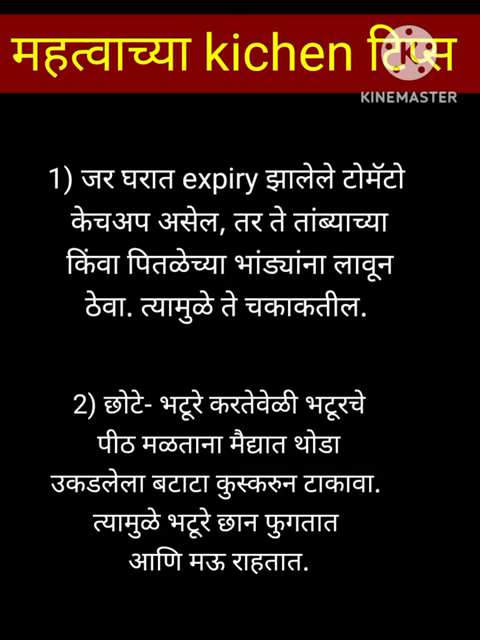 महत्वाच्या kichen टिप्स
KINEMASTER
1) जर घरात expiry झालेले टोमॅटो
केचअप असेल, तर ते तांब्याच्या
किंवा पितळेच्या भांड्यांना लावून
ठेवा. त्यामुळे ते चकाकतील.
2) छोटे- भटूरे करतेवेळी भटूरचे
पीठ मळताना मैद्यात थोडा
उकडलेला बटाटा कुस्करुन टाकावा.
त्यामुळे भटूरे छान फुगतात
आणि मऊ राहतात.